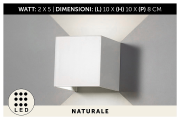 WATT: 2 X 5 | DIMENSIONI: (L) 10 X (H) 10 X (P) 8 CM
LED
NATURALE